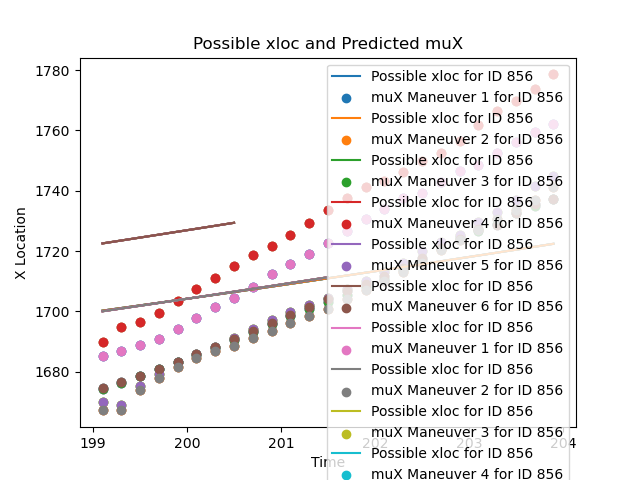 Possible xloc and Predicted muX
X Location
1780
1760
1740
1720
1700
1680
Possible xloc for ID 856
muX Maneuver 1 for ID 856
Possible xloc for ID 856
muX Maneuver 2 for ID 856
Possible xloc for ID 856
muX Maneuver 3 for ID 856
Possible xloc for ID 856
muX Maneuver 4 for ID 856
Possible xloc for ID 856
muX Maneuver 5 for ID 856
Possible xloc for ID 856
muX Maneuver 6 for ID 856
Possible xloc for ID 856
muX Maneuver 1 for ID 856
Possible xloc for ID 856
muX Maneuver 2 for ID 856
Possible xloc for ID 856
muX Maneuver 3 for ID 856
Possible xloc for ID 856
muX Maneuver 4 for ID 856
199 200 201 202 203 204
Time